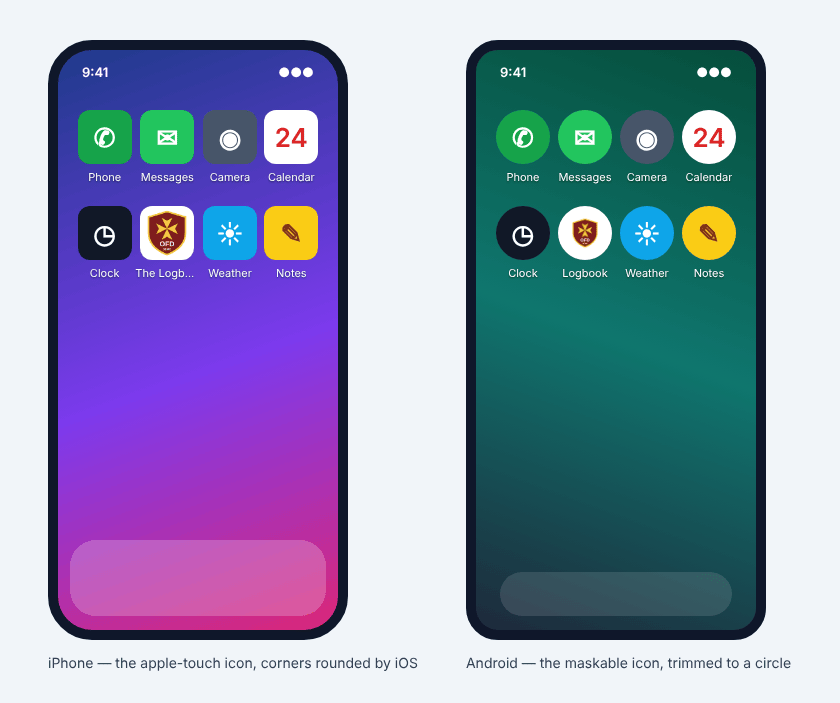 9:41
24
Phone Messages Camera Calendar
OFD
Clock The Logb... Weather Notes
iPhone — the apple-touch icon, corners rounded by iOS
9:41
24
Phone Messages Camera Calendar
OFD
Clock Logbook Weather Notes
Android — the maskable icon, trimmed to a circle